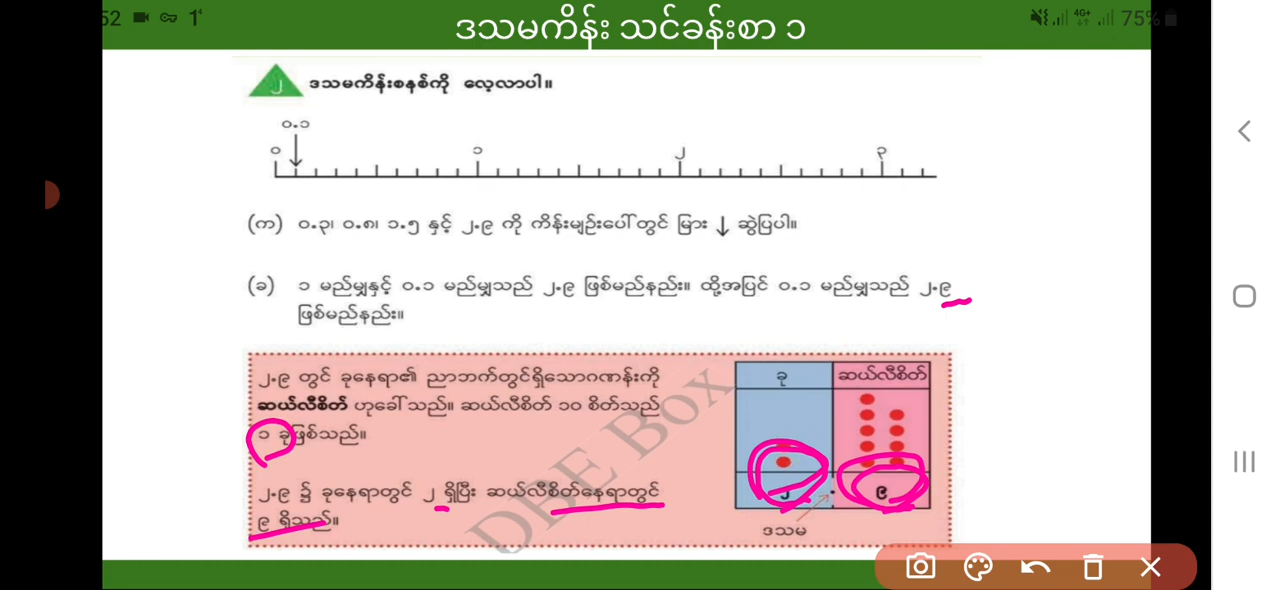 52 1
ဒသမကိန်း သင်ခန်းစာ ၁
4G+ 75%
၂ ဒသမကိန်းစနစ်ကို လေ့လာပါ။
၀.၁
၀ ၁ ၂ ၃
(က) ၀.၃၊ ၀.၈၊ ၁.၅ နှင့် ၂.၉ ကို ကိန်းမျဉ်းပေါ်တွင် မြား ↓ ဆွဲပြပါ။
(ခ) ၁ မည်မျှနှင့် ၀.၁ မည်မျှသည် ၂.၉ ဖြစ်မည်နည်း။ ထို့အပြင် ၀.၁ မည်မျှသည် ၂.၉
ဖြစ်မည်နည်း။
၂.၉ တွင် ခုနေရာ၏ ညာဘက်တွင်ရှိသောဂဏန်းကို
ဆယ်လီစိတ် ဟုခေါ်သည်။ ဆယ်လီစိတ် ၁၀ စိတ်သည်
၁ ခုဖြစ်သည်။
၂.၉ ၌ ခုနေရာတွင် ၂ ရှိပြီး ဆယ်လီစိတ်နေရာတွင်
၉ ရှိသည်။
ခု ဆယ်လီစိတ်
၂ . ၉
ဒသမ
DBE Box